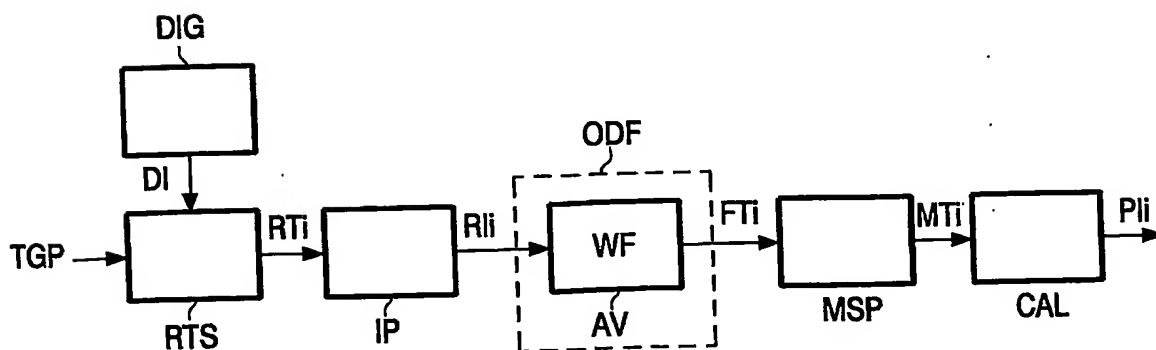 DIG
ODF
DI
TGP
RTi
RIi
WF
FTi
MTi
PIi
RTS
IP
AV
MSP
CAL